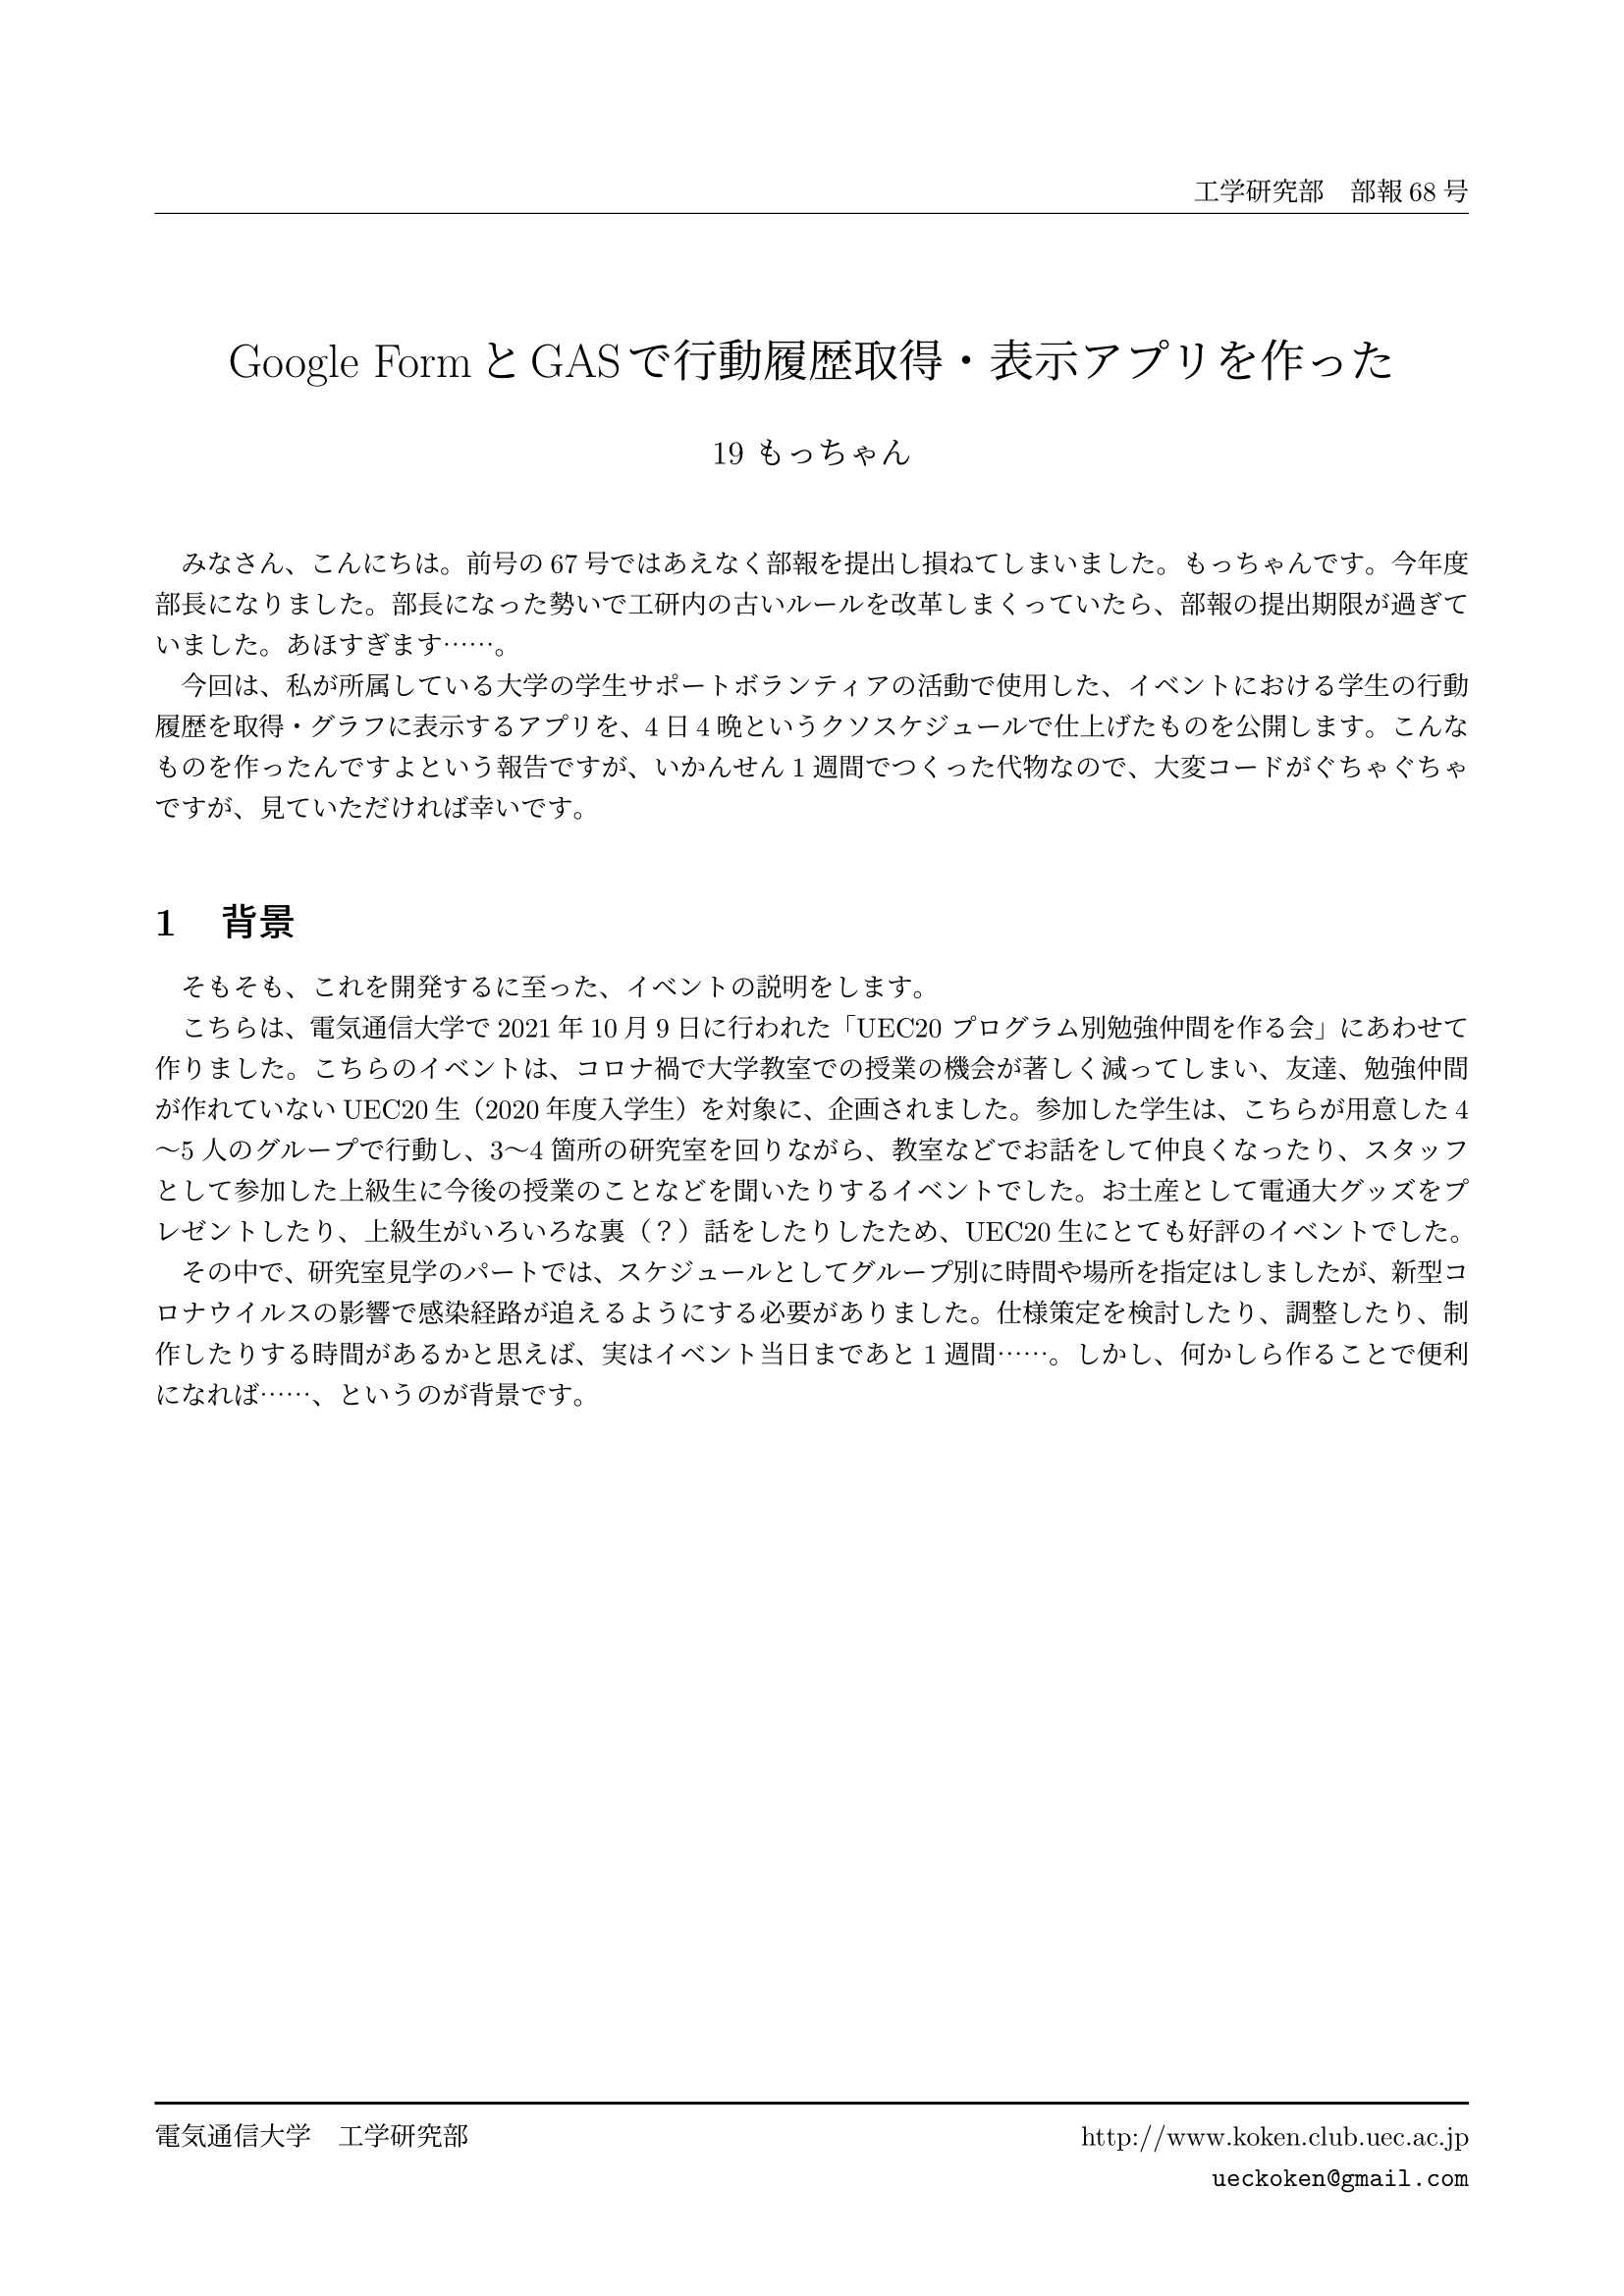 工学研究部　部報 68 号
Google Form と GAS で行動履歴取得・表示アプリを作った
19 もっちゃん
みなさん、こんにちは。前号の 67 号ではあえなく部報を提出し損ねてしまいました。もっちゃんです。今年度
部長になりました。部長になった勢いで工研内の古いルールを改革しまくっていたら、部報の提出期限が過ぎて
いました。あほすぎます……。
今回は、私が所属している大学の学生サポートボランティアの活動で使用した、イベントにおける学生の行動
履歴を取得・グラフに表示するアプリを、4 日 4 晩というクソスケジュールで仕上げたものを公開します。こんな
ものを作ったんですよという報告ですが、いかんせん 1 週間でつくった代物なので、大変コードがぐちゃぐちゃ
ですが、見ていただければ幸いです。
1　背景
そもそも、これを開発するに至った、イベントの説明をします。
こちらは、電気通信大学で 2021 年 10 月 9 日に行われた「UEC20 プログラム別勉強仲間を作る会」にあわせて
作りました。こちらのイベントは、コロナ禍で大学教室での授業の機会が著しく減ってしまい、友達、勉強仲間
が作れていない UEC20 生（2020 年度入学生）を対象に、企画されました。参加した学生は、こちらが用意した 4
～5 人のグループで行動し、3～4 箇所の研究室を回りながら、教室などでお話をして仲良くなったり、スタッフ
として参加した上級生に今後の授業のことなどを聞いたりするイベントでした。お土産として電通大グッズをプ
レゼントしたり、上級生がいろいろな裏（？）話をしたりしたため、UEC20 生にとても好評のイベントでした。
その中で、研究室見学のパートでは、スケジュールとしてグループ別に時間や場所を指定はしましたが、新型コ
ロナウイルスの影響で感染経路が追えるようにする必要がありました。仕様策定を検討したり、調整したり、制
作したりする時間があるかと思えば、実はイベント当日まであと 1 週間……。しかし、何かしら作ることで便利
になれば……、というのが背景です。
電気通信大学　工学研究部
http://www.koken.club.uec.ac.jp
ueckoken@gmail.com